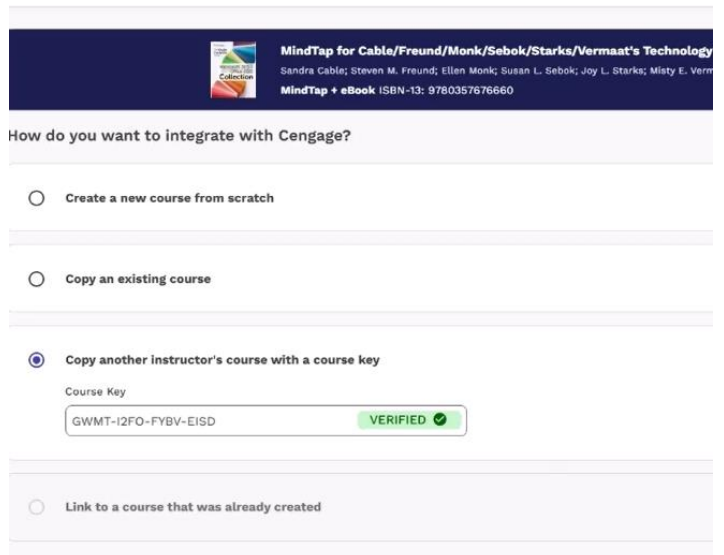 Collection
MindTap for Cable/Freund/Monk/Sebok/Starks/Vermaat's Technology
Sandra Cable; Steven M. Freund; Ellen Monk; Susan L. Sebok; Joy L. Starks; Misty E. Verm
MindTap + eBook ISBN-13: 9780357676660
How do you want to integrate with Cengage?
Create a new course from scratch
Copy an existing course
Copy another instructor's course with a course key
Course Key
GWMT-I2FO-FYBV-EISD VERIFIED
Link to a course that was already created